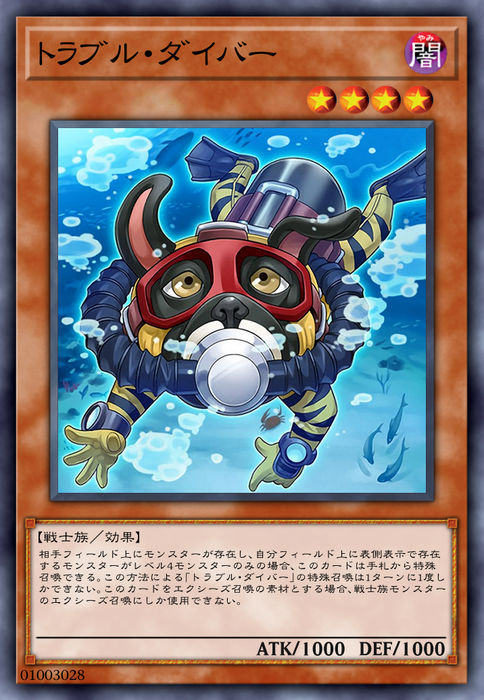 トラブル・ダイバー
やみ
闇
【戦士族／効果】
相手フィールド上にモンスターが存在し、自分フィールド上に表側表示で存在
するモンスターがレベル4モンスターのみの場合、このカードは手札から特殊
召喚できる。この方法による「トラブル・ダイバー」の特殊召喚は1ターンに1度し
かできない。このカードをエクシーズ召喚の素材とする場合、戦士族モンスター
のエクシーズ召喚にしか使用できない。
ATK/1000 DEF/1000
01003028